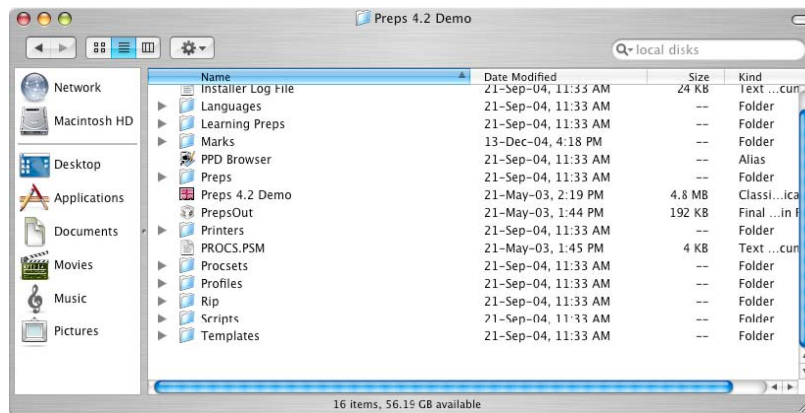 Preps 4.2 Demo
local disks
Network
Macintosh HD
Desktop
Applications
Documents
Movies
Music
Pictures
Name Date Modified Size Kind
Installer Log File 21-Sep-04, 11:33 AM 24 KB Text ...cun
Languages 21-Sep-04, 11:33 AM -- Folder
Learning Preps 21-Sep-04, 11:33 AM -- Folder
Marks 13-Dec-04, 4:18 PM -- Folder
PPD Browser 21-Sep-04, 11:33 AM -- Alias
Preps 21-Sep-04, 11:33 AM -- Folder
Preps 4.2 Demo 21-May-03, 2:19 PM 4.8 MB Classi...ica
PrepsOut 21-May-03, 1:44 PM 192 KB Final ...in F
Printers 21-Sep-04, 11:33 AM -- Folder
PROCS.PSM 21-May-03, 1:45 PM 4 KB Text ...cun
Procsets 21-Sep-04, 11:33 AM -- Folder
Profiles 21-Sep-04, 11:33 AM -- Folder
Rip 21-Sep-04, 11:33 AM -- Folder
Scripts 21-Sep-04, 11:33 AM -- Folder
Templates 21-Sep-04, 11:33 AM -- Folder
16 items, 56.19 GB available